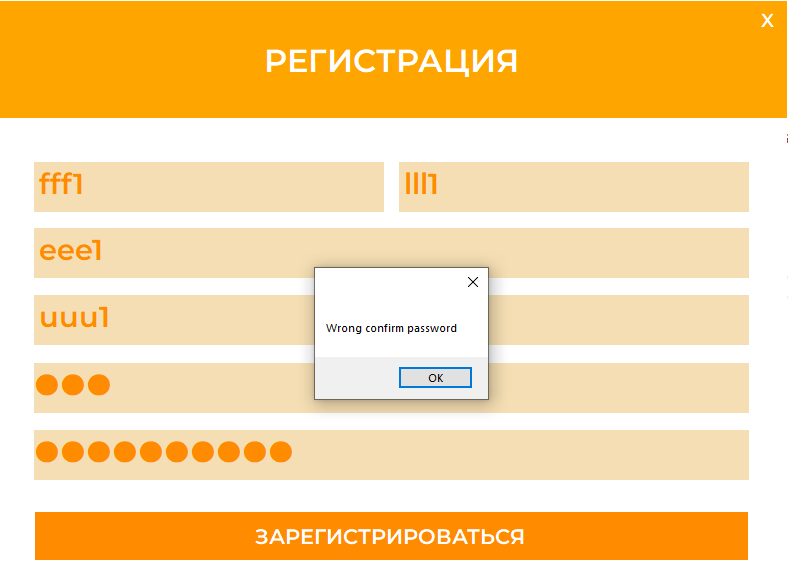 X
РЕГИСТРАЦИЯ
fff1
lll1
eee1
uuu1
Wrong confirm password
OK
●●●
●●●●●●●●●●
ЗАРЕГИСТРИРОВАТЬСЯ